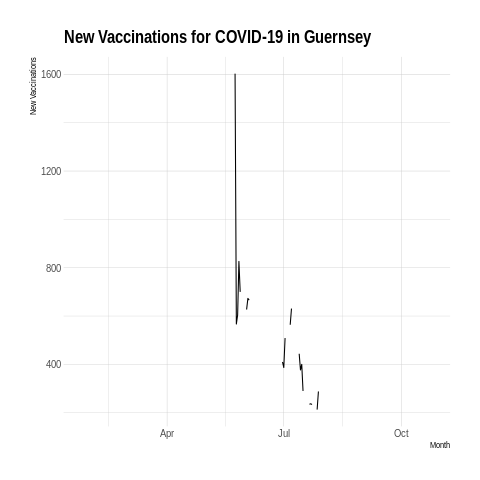 New Vaccinations for COVID-19 in Guernsey
New Vaccinations
1600
1200
800
400
Apr
Jul
Oct
Month